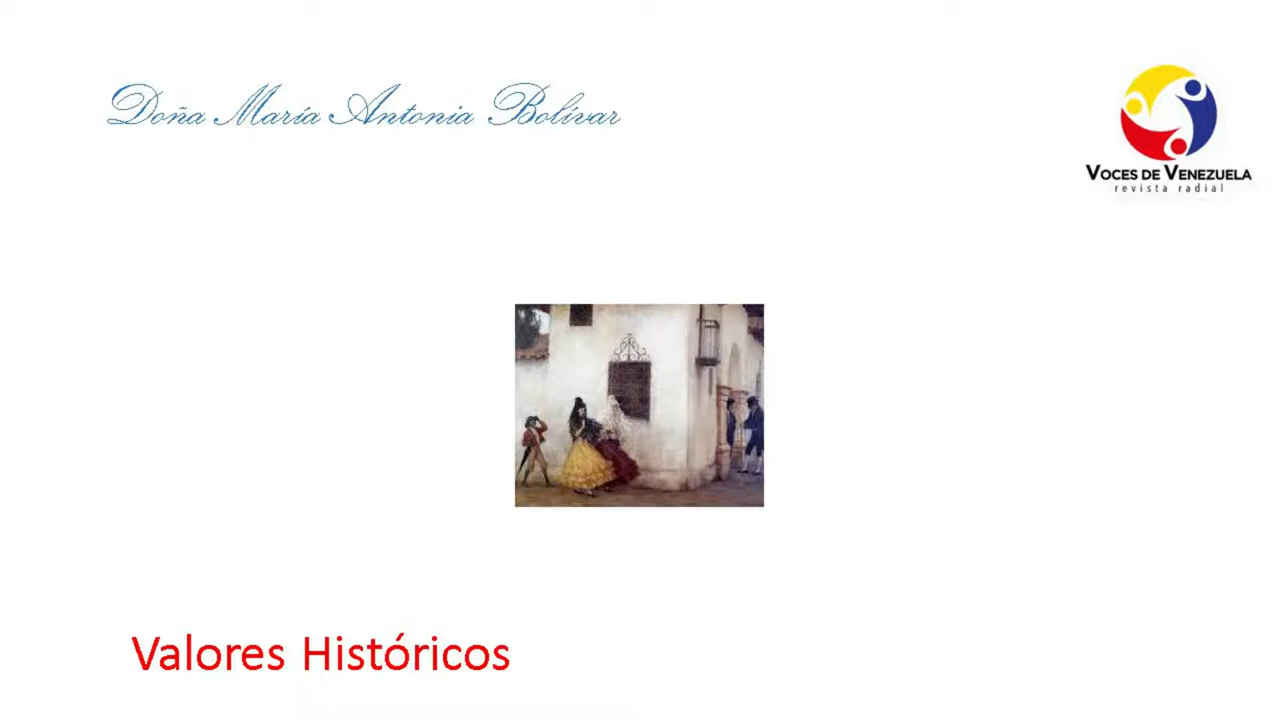 Doña María Antonia Bolívar
VOCES DE VENEZUELA
revista radial
Valores Históricos